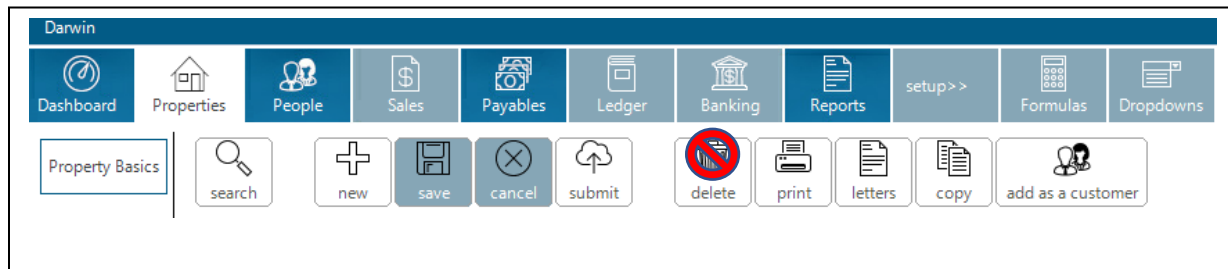 Darwin
Dashboard Properties People Sales Payables Ledger Banking Reports setup>> Formulas Dropdowns
Property Basics search new save cancel submit delete print letters copy add as a customer